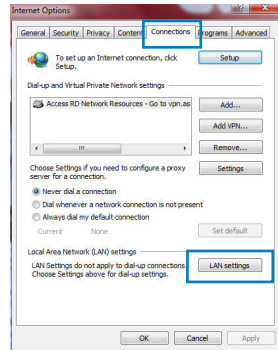 Internet Options
General Security Privacy Content Connections Programs Advanced
To set up an Internet connection, click
Setup.
Setup
Dial-up and Virtual Private Network settings
Access RD Network Resources - Go to vpn.as
Add...
Add VPN...
Remove...
Choose Settings if you need to configure a proxy
server for a connection.
Settings
Never dial a connection
Dial whenever a network connection is not present
Always dial my default connection
Current None
Set default
Local Area Network (LAN) settings
LAN Settings do not apply to dial-up connections.
Choose Settings above for dial-up settings.
LAN settings
OK Cancel Apply